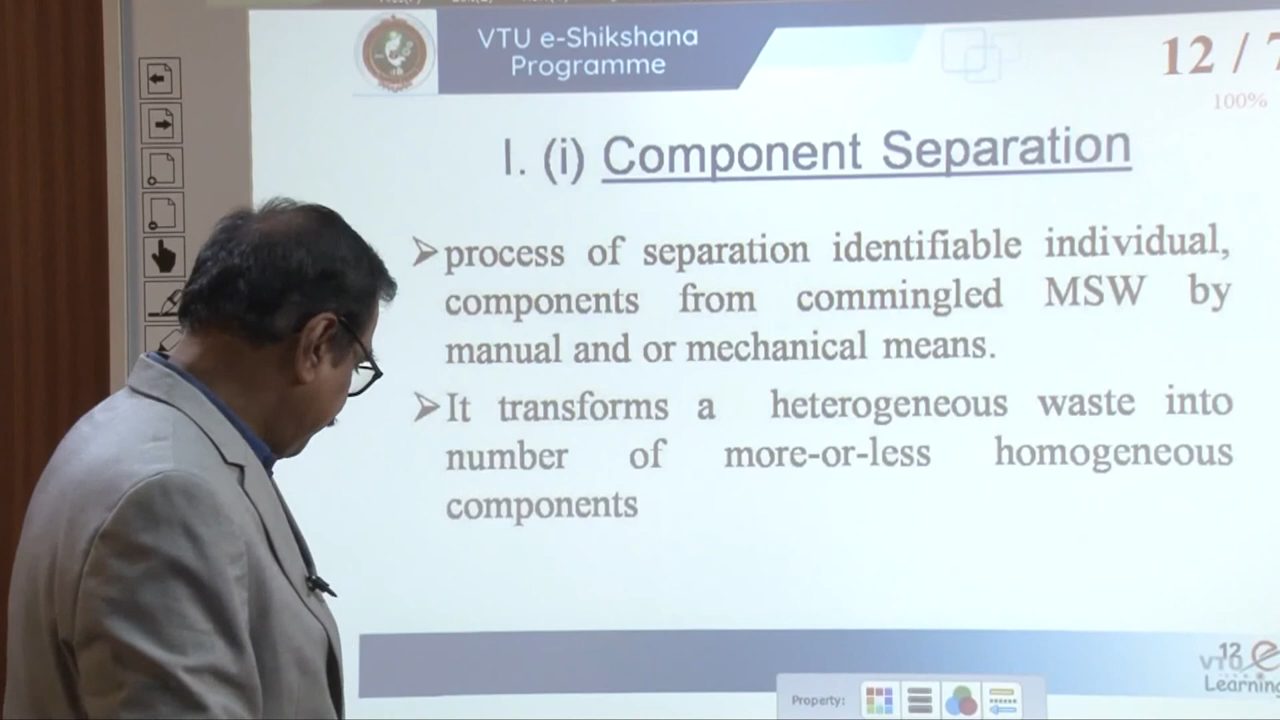 VTU e-Shikshana
Programme
12 / 7
100%
I. (i) Component Separation
process of separation identifiable individual,
components from commingled MSW by
manual and or mechanical means.
It transforms a heterogeneous waste into
number of more-or-less homogeneous
components
12
VTU e
Learning
Property: